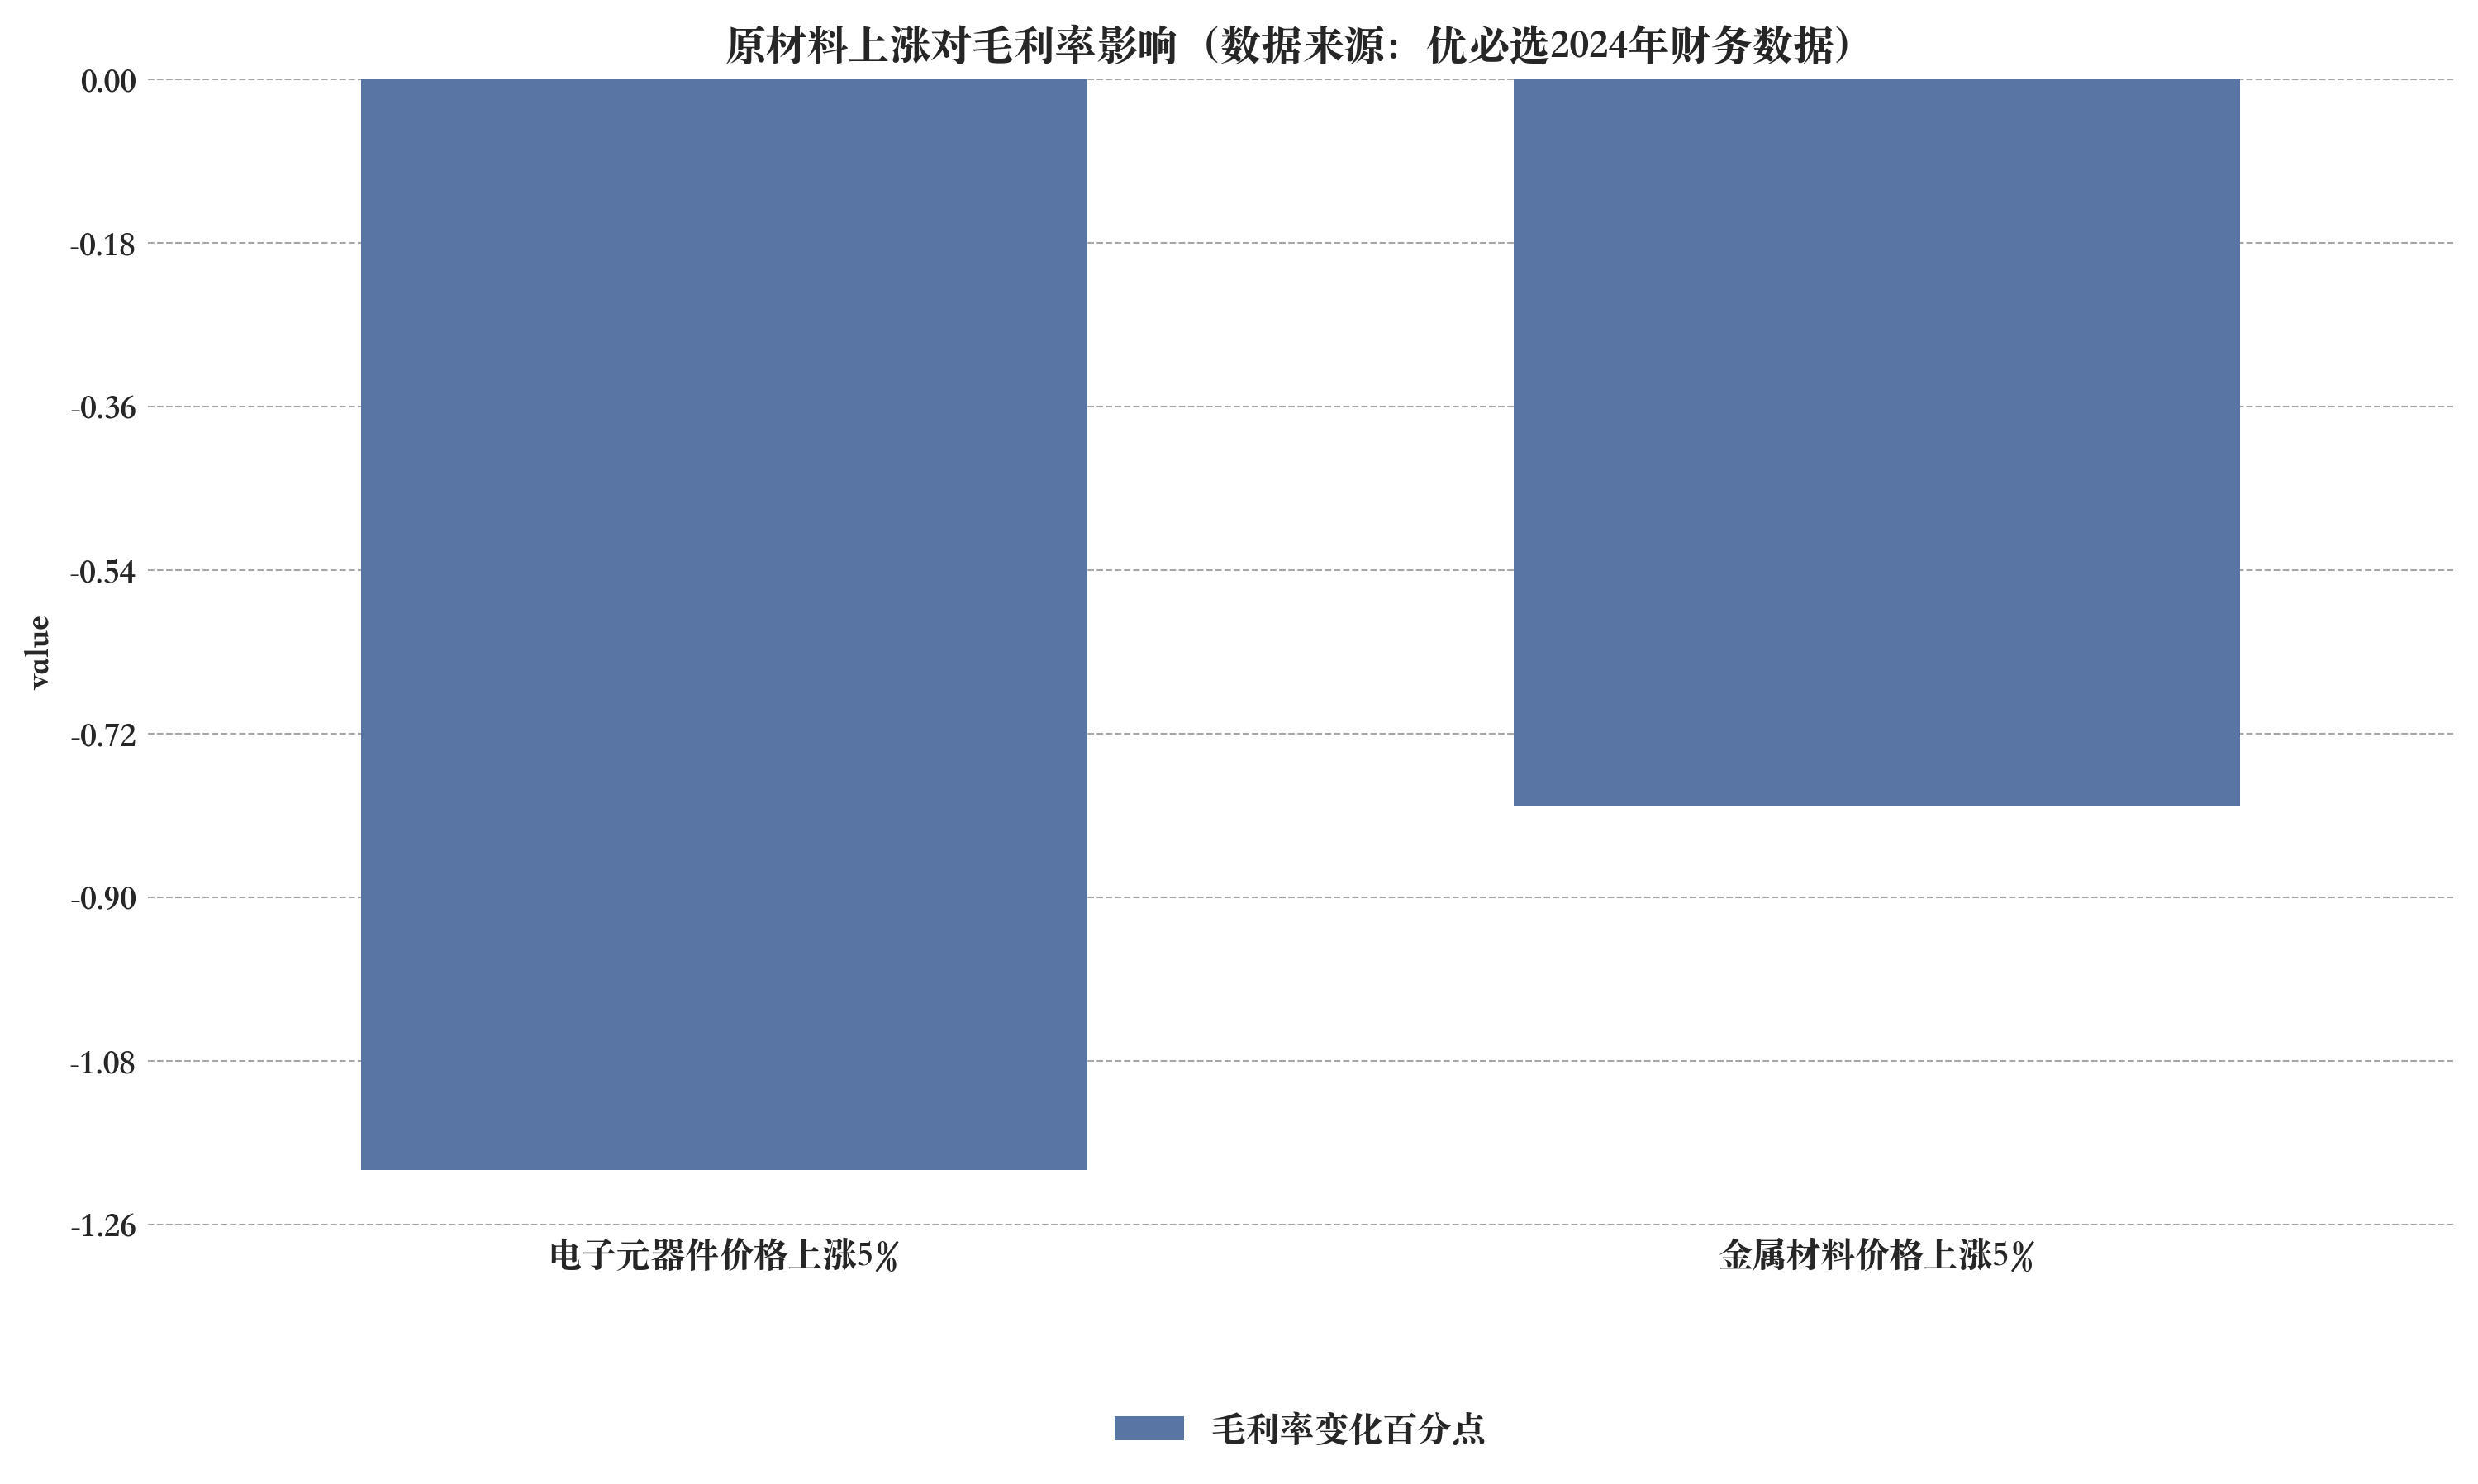 原材料上涨对毛利率影响（数据来源：优必选2024年财务数据）
0.00
-0.18
-0.36
-0.54
-0.72
-0.90
-1.08
-1.26
value
电子元器件价格上涨5%
金属材料价格上涨5%
毛利率变化百分点